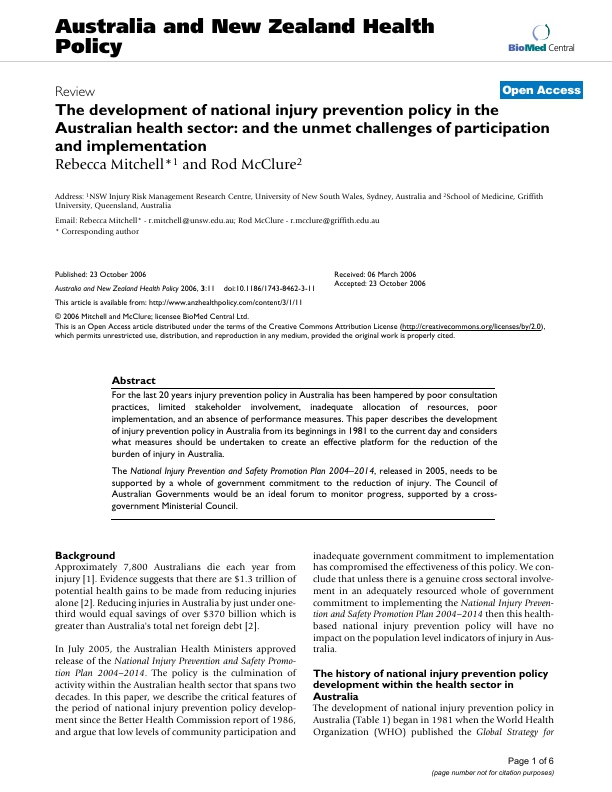 Australia and New Zealand Health
Policy
BioMed Central
Review
Open Access
The development of national injury prevention policy in the
Australian health sector: and the unmet challenges of participation
and implementation
Rebecca Mitchell*1 and Rod McClure2
Address: 1NSW Injury Risk Management Research Centre, University of New South Wales, Sydney, Australia and 2School of Medicine, Griffith
University, Queensland, Australia
Email: Rebecca Mitchell* - r.mitchell@unsw.edu.au; Rod McClure - r.mcclure@griffith.edu.au
* Corresponding author
Published: 23 October 2006
Australia and New Zealand Health Policy 2006, 3:11 doi:10.1186/1743-8462-3-11
Received: 06 March 2006
Accepted: 23 October 2006
This article is available from: http://www.anzhealthpolicy.com/content/3/1/11
© 2006 Mitchell and McClure; licensee BioMed Central Ltd.
This is an Open Access article distributed under the terms of the Creative Commons Attribution License (http://creativecommons.org/licenses/by/2.0),
which permits unrestricted use, distribution, and reproduction in any medium, provided the original work is properly cited.
Abstract
For the last 20 years injury prevention policy in Australia has been hampered by poor consultation
practices, limited stakeholder involvement, inadequate allocation of resources, poor
implementation, and an absence of performance measures. This paper describes the development
of injury prevention policy in Australia from its beginnings in 1981 to the current day and considers
what measures should be undertaken to create an effective platform for the reduction of the
burden of injury in Australia.
The National Injury Prevention and Safety Promotion Plan 2004–2014, released in 2005, needs to be
supported by a whole of government commitment to the reduction of injury. The Council of
Australian Governments would be an ideal forum to monitor progress, supported by a cross-
government Ministerial Council.
Background
Approximately 7,800 Australians die each year from
injury [1]. Evidence suggests that there are $1.3 trillion of
potential health gains to be made from reducing injuries
alone [2]. Reducing injuries in Australia by just under one-
third would equal savings of over $370 billion which is
greater than Australia's total net foreign debt [2].
In July 2005, the Australian Health Ministers approved
release of the National Injury Prevention and Safety Promo-
tion Plan 2004–2014. The policy is the culmination of
activity within the Australian health sector that spans two
decades. In this paper, we describe the critical features of
the period of national injury prevention policy develop-
ment since the Better Health Commission report of 1986,
and argue that low levels of community participation and
inadequate government commitment to implementation
has compromised the effectiveness of this policy. We con-
clude that unless there is a genuine cross sectoral involve-
ment in an adequately resourced whole of government
commitment to implementing the National Injury Preven-
tion and Safety Promotion Plan 2004–2014 then this health-
based national injury prevention policy will have no
impact on the population level indicators of injury in Aus-
tralia.
The history of national injury prevention policy
development within the health sector in
Australia
The development of national injury prevention policy in
Australia (Table 1) began in 1981 when the World Health
Organization (WHO) published the Global Strategy for
Page 1 of 6
(page number not for citation purposes)